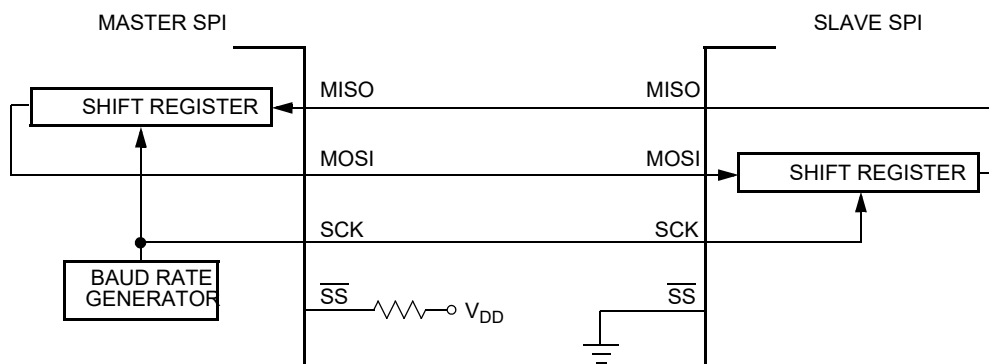 MASTER SPI
SLAVE SPI
MISO
MISO
SHIFT REGISTER
MOSI
MOSI
SHIFT REGISTER
SCK
SCK
BAUD RATE
GENERATOR
SS
VDD
SS